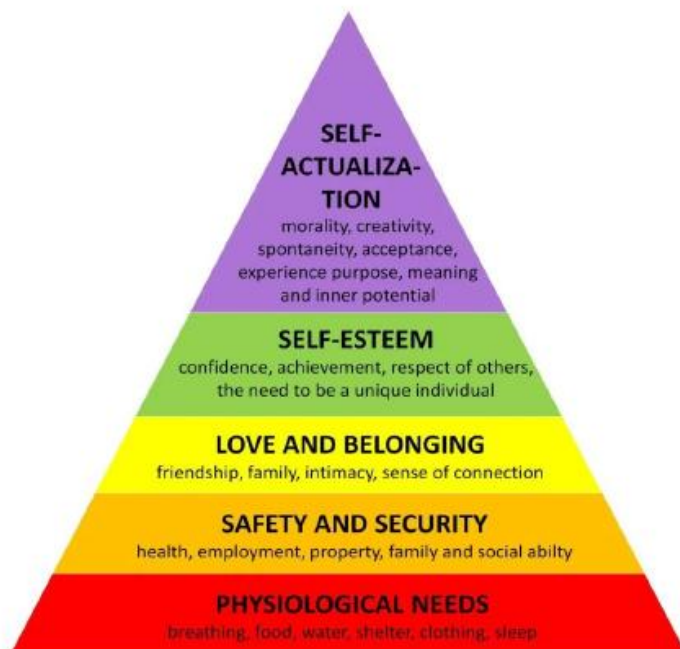 SELF-
ACTUALIZA-
TION
morality, creativity,
spontaneity, acceptance,
experience purpose, meaning
and inner potential
SELF-ESTEEM
confidence, achievement, respect of others,
the need to be a unique individual
LOVE AND BELONGING
friendship, family, intimacy, sense of connection
SAFETY AND SECURITY
health, employment, property, family and social abilty
PHYSIOLOGICAL NEEDS
breathing, food, water, shelter, clothing, sleep